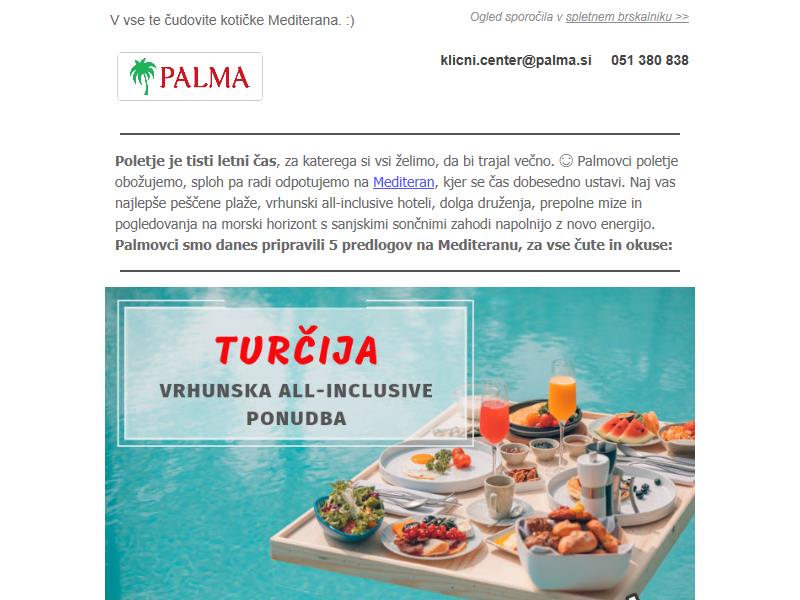 V vse te čudovite kotičke Mediterana. :)
Ogled sporočila v spletnem brskalniku >>
PALMA
klicni.center@palma.si 051 380 838
Poletje je tisti letni čas, za katerega si vsi želimo, da bi trajal večno. ☺ Palmovci poletje
obožujemo, sploh pa radi odpotujemo na Mediteran, kjer se čas dobesedno ustavi. Naj vas
najlepše peščene plaže, vrhunski all-inclusive hoteli, dolga druženja, prepolne mize in
pogledovanja na morski horizont s sanjskimi sončnimi zahodi napolnijo z novo energijo.
Palmovci smo danes pripravili 5 predlogov na Mediteranu, za vse čute in okuse:
TURČIJA
VRHUNSKA ALL-INCLUSIVE
PONUDBA